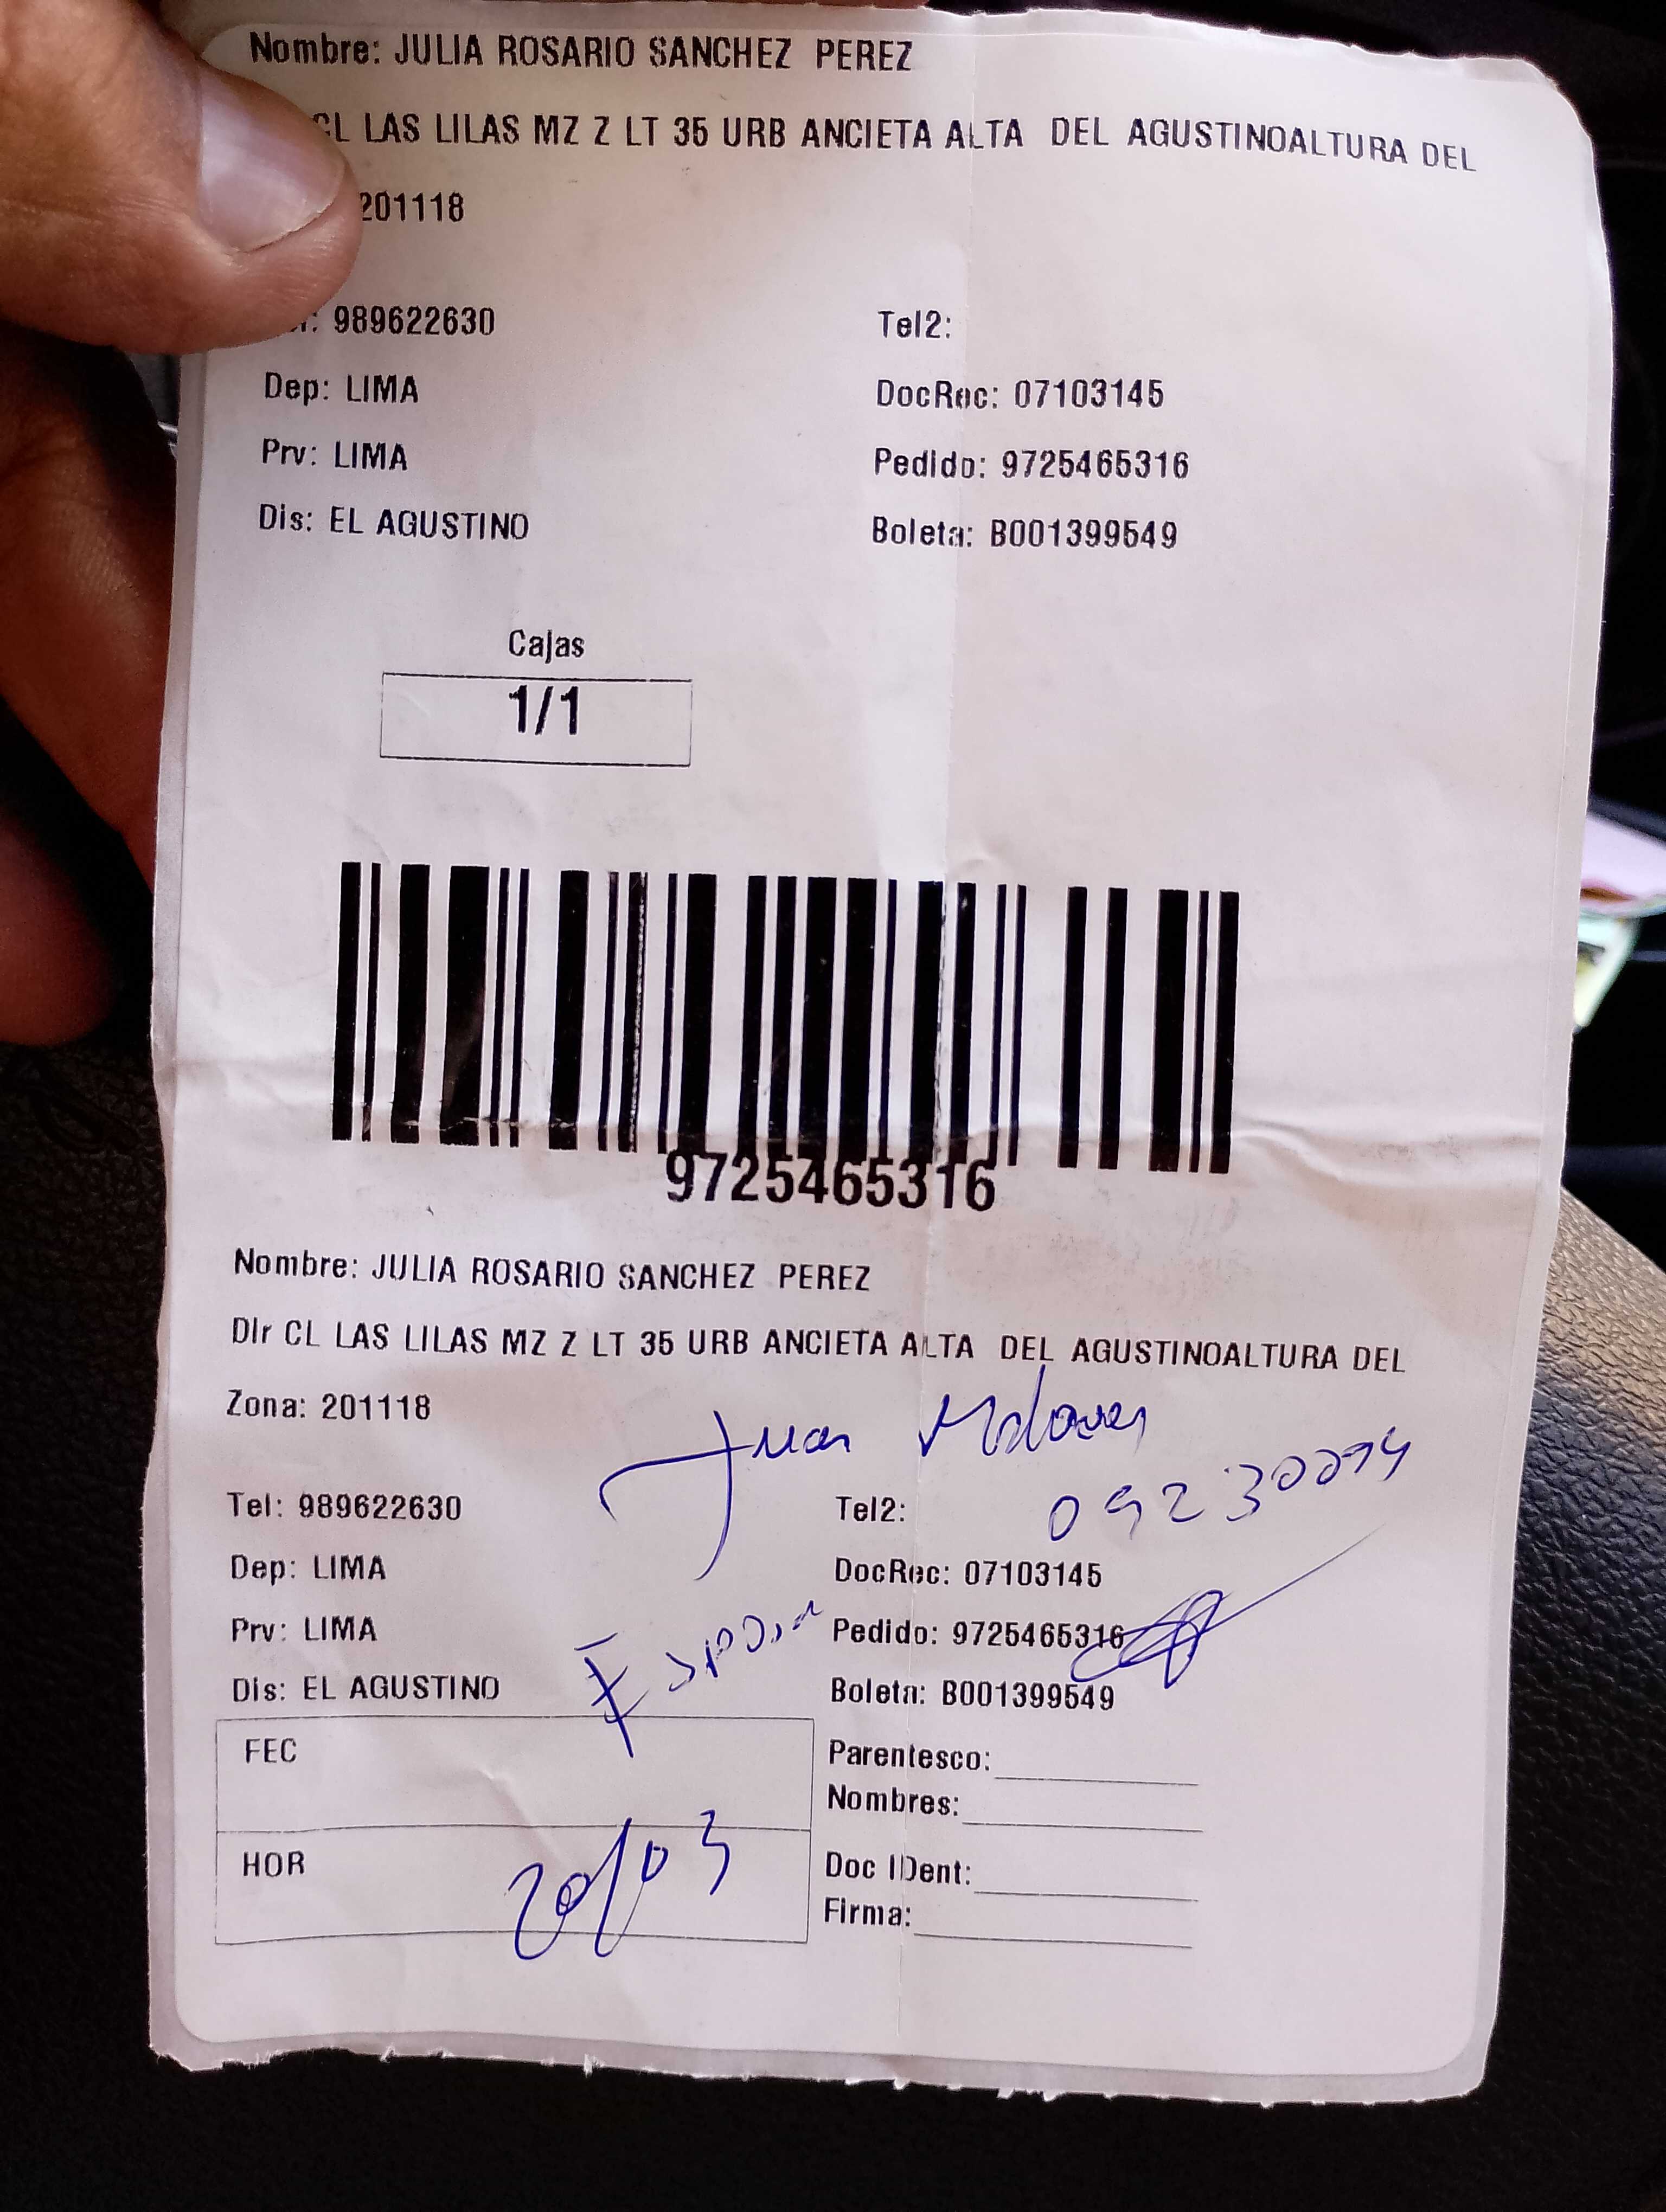 Nombre: JULIA ROSARIO SANCHEZ PEREZ
CL LAS LILAS MZ Z LT 35 URB ANCIETA ALTA DEL AGUSTINOALTURA DEL
201118
989622630 Tel2:
Dep: LIMA DocRec: 07103145
Prv: LIMA Pedido: 9725465316
Dis: EL AGUSTINO Boleta: B001399549
Cajas
1/1
9725465316
Nombre: JULIA ROSARIO SANCHEZ PEREZ
Dir CL LAS LILAS MZ Z LT 35 URB ANCIETA ALTA DEL AGUSTINOALTURA DEL
Zona: 201118
Juan
Tel: 989622630 Tel2:
Dep: LIMA DocRec: 07103145
Prv: LIMA Pedido: 9725465316
Dis: EL AGUSTINO Boleta: B001399549
FEC Parentesco:
Nombres:
HOR 20/03 Doc IDent:
Firma: